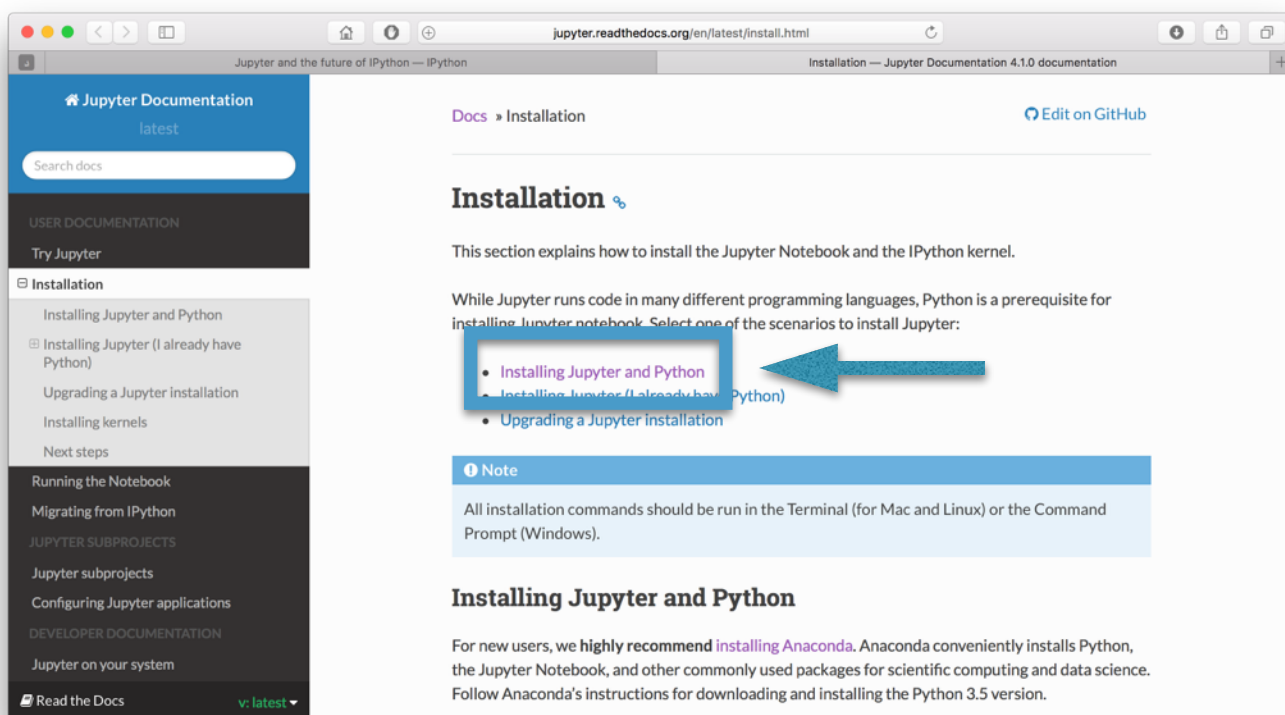 jupyter.readthedocs.org/en/latest/install.html
Jupyter and the future of IPython — IPython
Installation — Jupyter Documentation 4.1.0 documentation
Jupyter Documentation
latest
Search docs
USER DOCUMENTATION
Try Jupyter
Installation
Installing Jupyter and Python
Installing Jupyter (I already have
Python)
Upgrading a Jupyter installation
Installing kernels
Next steps
Running the Notebook
Migrating from IPython
JUPYTER SUBPROJECTS
Jupyter subprojects
Configuring Jupyter applications
DEVELOPER DOCUMENTATION
Jupyter on your system
Read the Docs
v: latest
Docs » Installation
Edit on GitHub
Installation
This section explains how to install the Jupyter Notebook and the IPython kernel.
While Jupyter runs code in many different programming languages, Python is a prerequisite for
installing Jupyter notebook. Select one of the scenarios to install Jupyter:
• Installing Jupyter and Python
• Installing Jupyter (I already have Python)
• Upgrading a Jupyter installation
Note
All installation commands should be run in the Terminal (for Mac and Linux) or the Command
Prompt (Windows).
Installing Jupyter and Python
For new users, we highly recommend installing Anaconda. Anaconda conveniently installs Python,
the Jupyter Notebook, and other commonly used packages for scientific computing and data science.
Follow Anaconda's instructions for downloading and installing the Python 3.5 version.